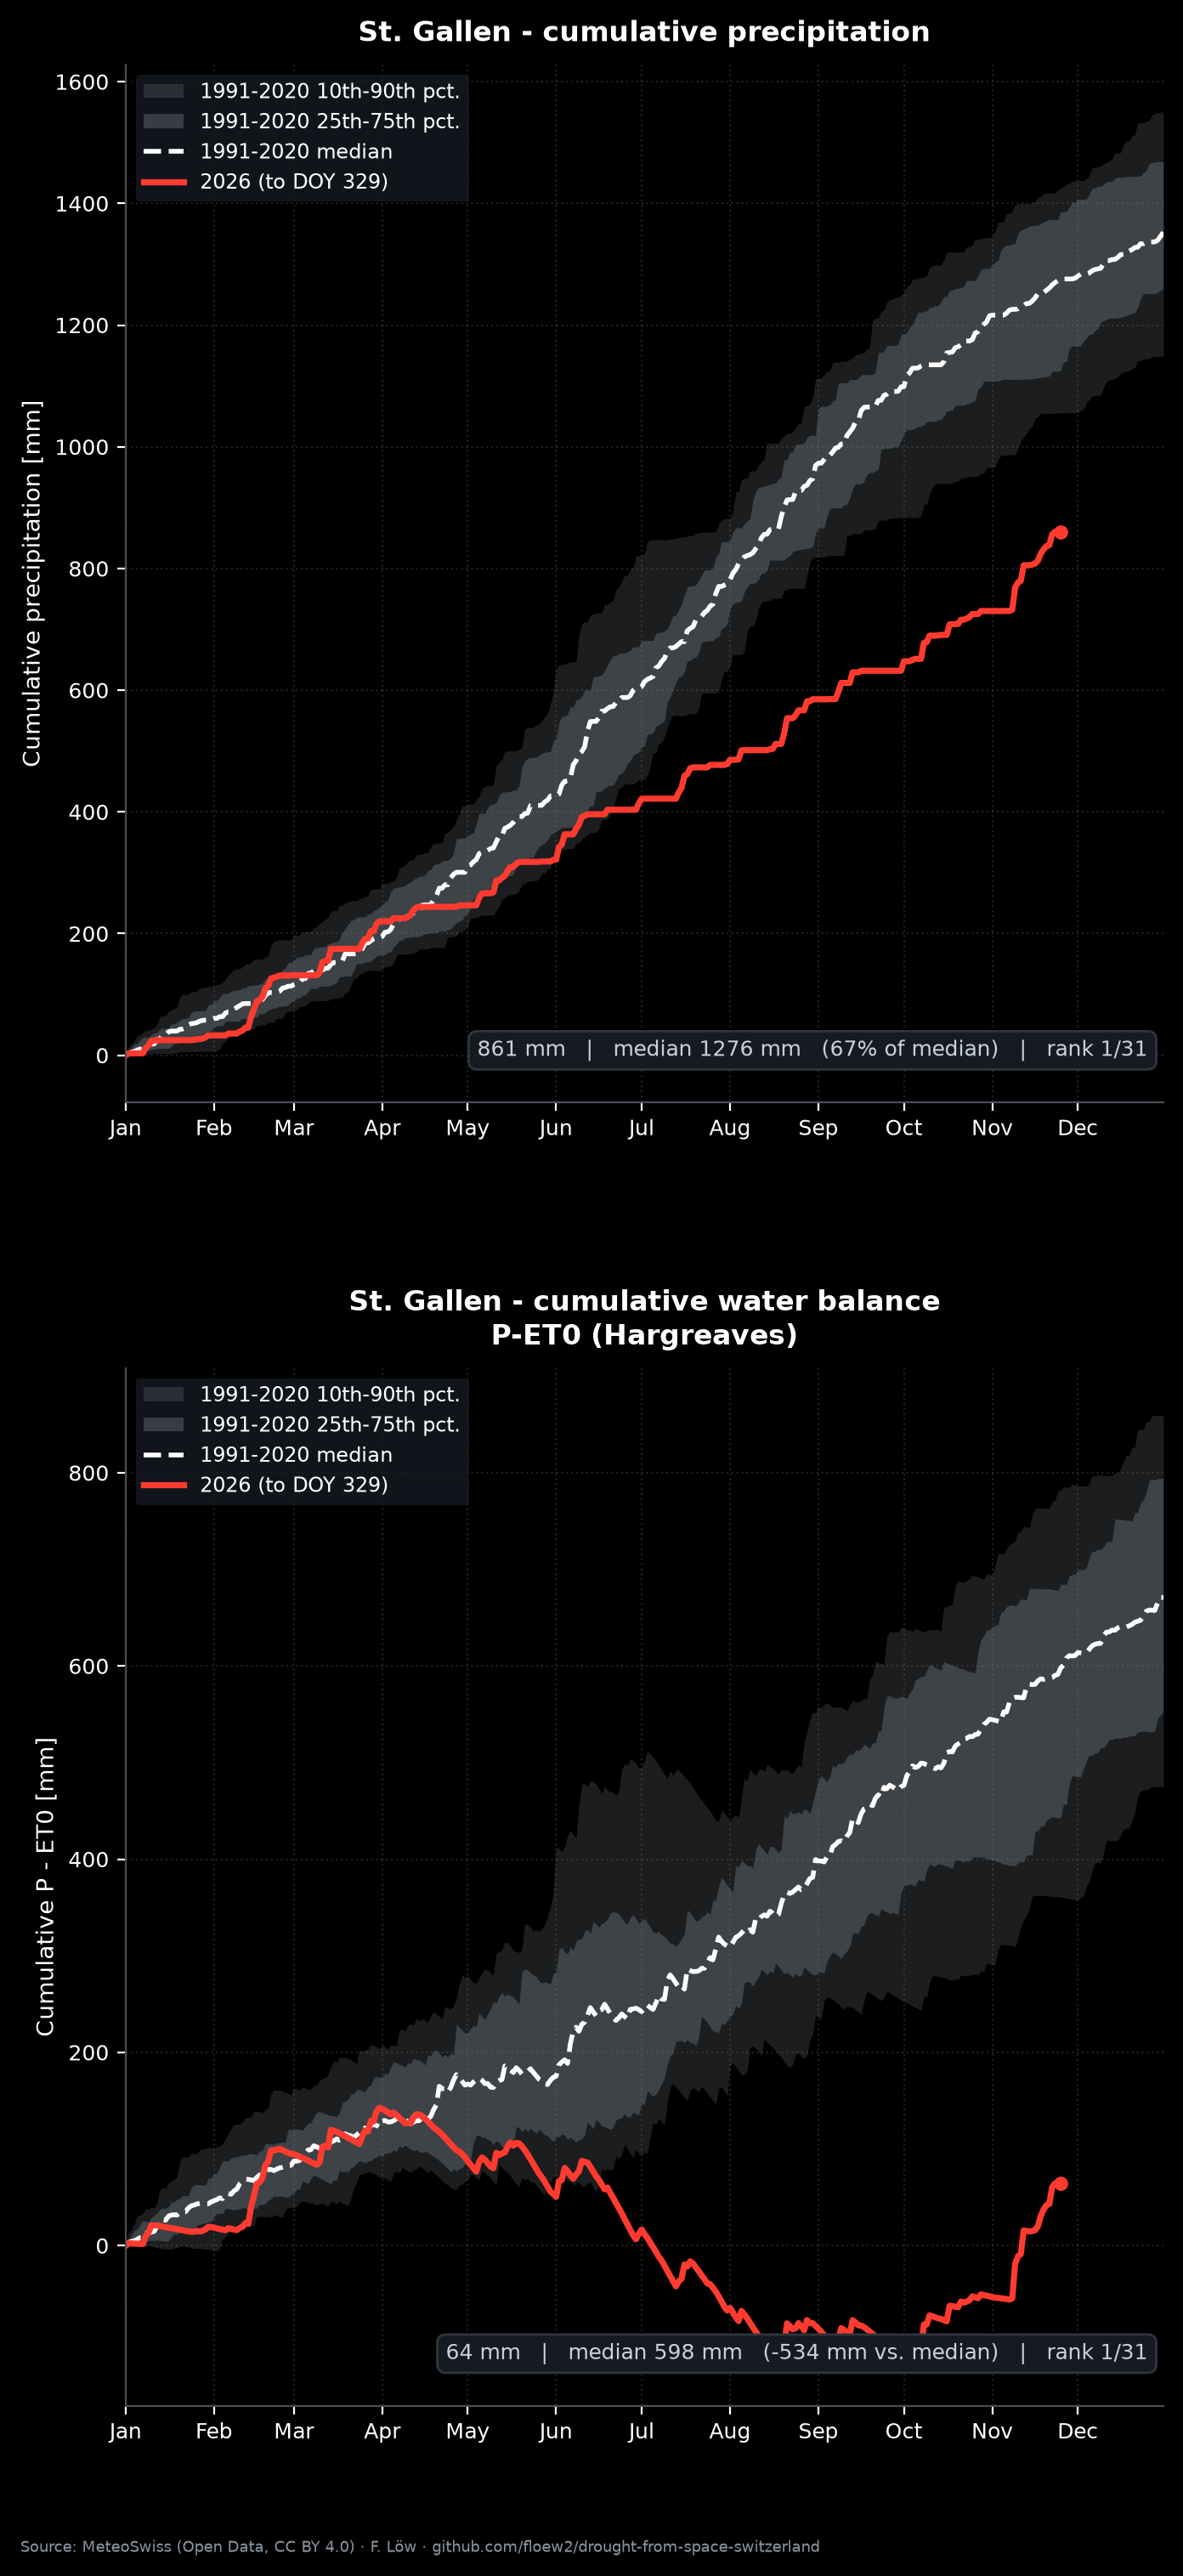 St. Gallen - cumulative precipitation
1600
1400
1200
1000
800
600
400
200
0
Cumulative precipitation [mm]
1991-2020 10th-90th pct.
1991-2020 25th-75th pct.
1991-2020 median
2026 (to DOY 329)
861 mm | median 1276 mm (67% of median) | rank 1/31
Jan Feb Mar Apr May Jun Jul Aug Sep Oct Nov Dec
St. Gallen - cumulative water balance
P-ET0 (Hargreaves)
800
600
400
200
0
Cumulative P - ET0 [mm]
1991-2020 10th-90th pct.
1991-2020 25th-75th pct.
1991-2020 median
2026 (to DOY 329)
64 mm | median 598 mm (-534 mm vs. median) | rank 1/31
Jan Feb Mar Apr May Jun Jul Aug Sep Oct Nov Dec
Source: MeteoSwiss (Open Data, CC BY 4.0) · F. Löw · github.com/floew2/drought-from-space-switzerland